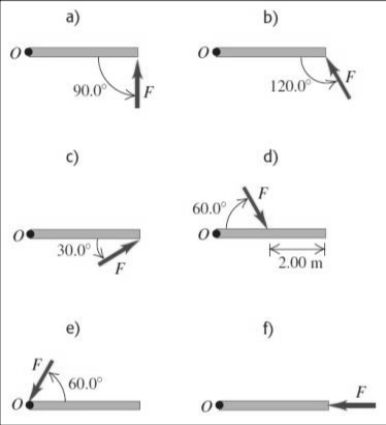 a) b)
O 90.0° F O 120.0° F
c) d)
O 30.0° F O 60.0° F 2.00 m
e) f)
F O 60.0° O F